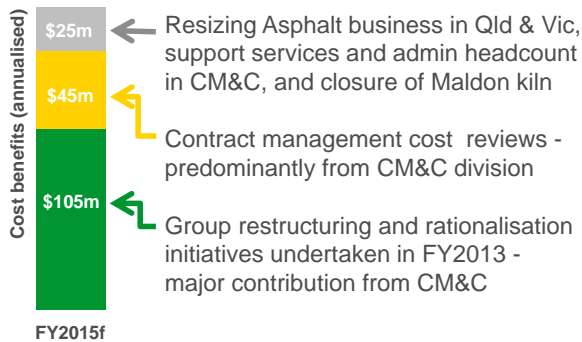 Cost benefits (annualised)
$25m
Resizing Asphalt business in Qld & Vic,
support services and admin headcount
in CM&C, and closure of Maldon kiln
$45m
Contract management cost  reviews -
predominantly from CM&C division
$105m
Group restructuring and rationalisation
initiatives undertaken in FY2013 -
major contribution from CM&C
FY2015f